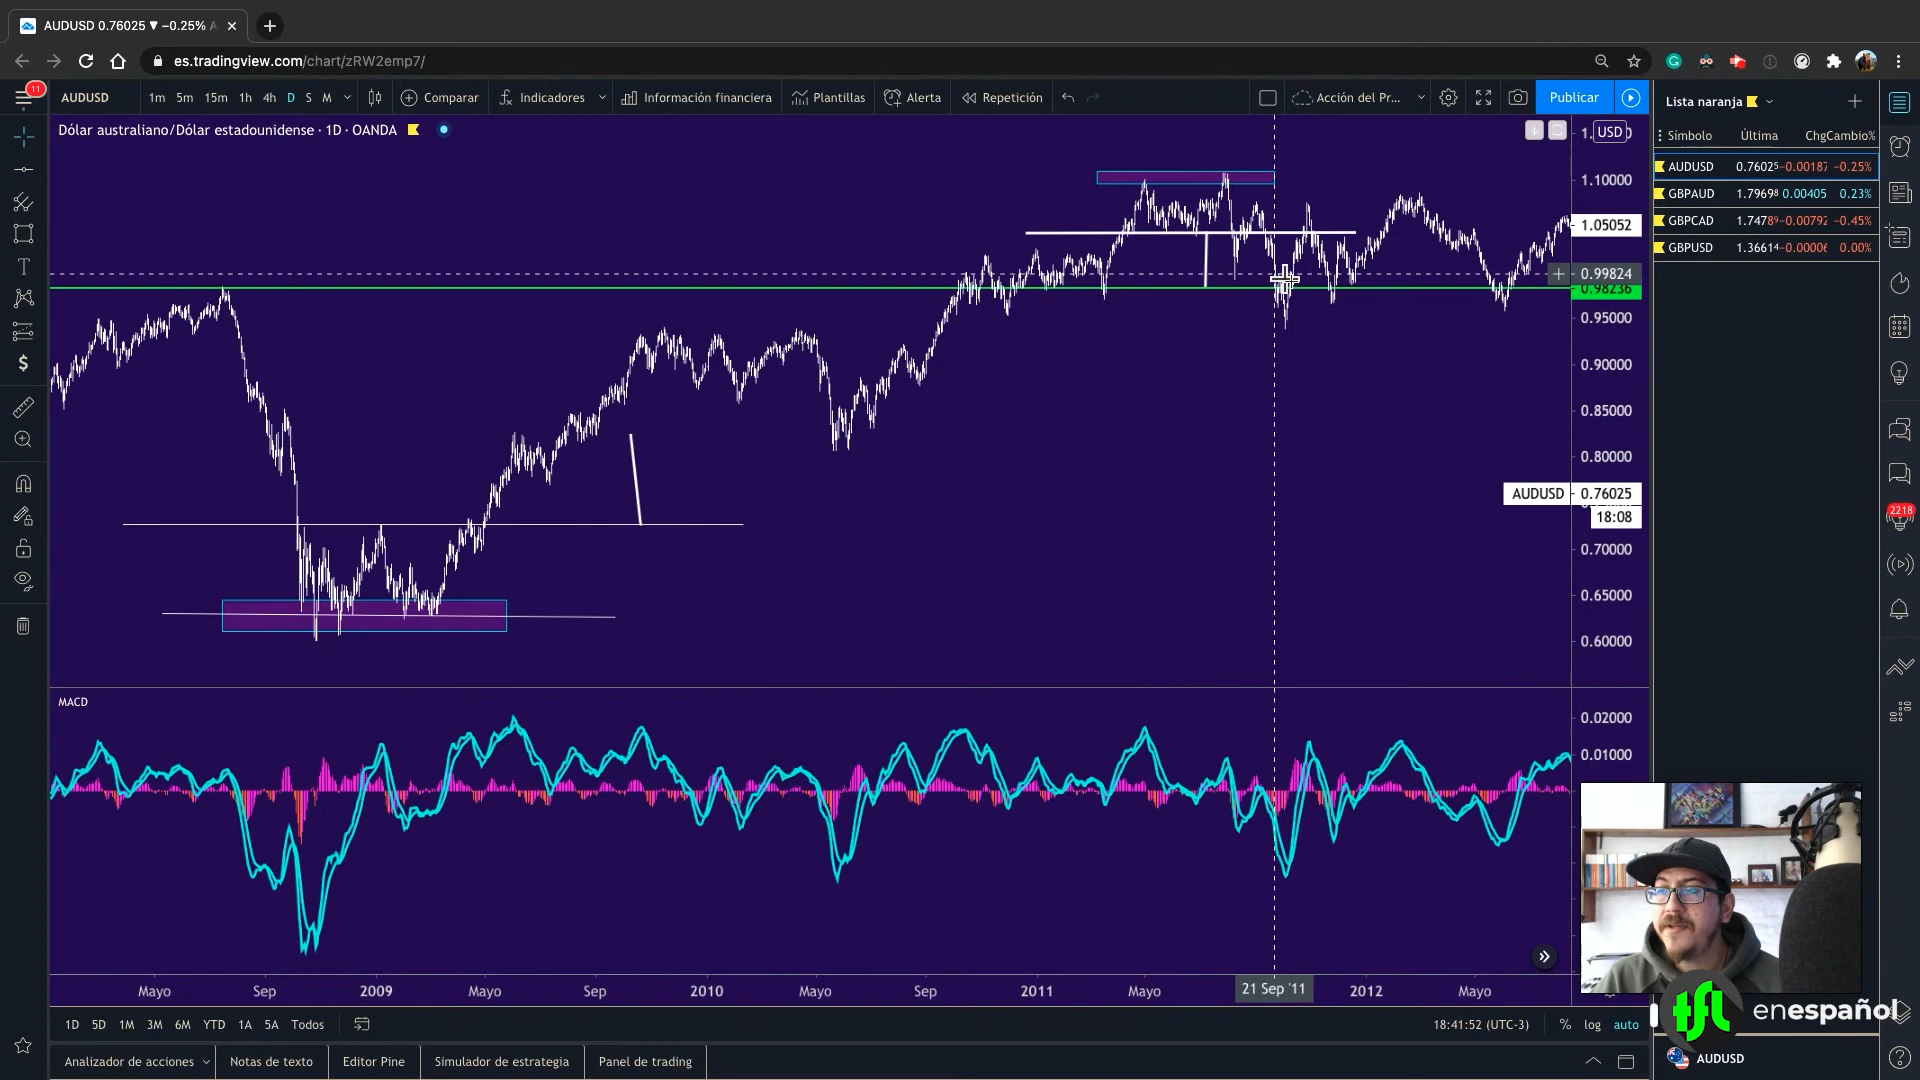 AUDUSD 0.76025 ▼ −0.25% A
es.tradingview.com/chart/zRW2emp7/
11
AUDUSD
1m 5m 15m 1h 4h D S M
Comparar
Indicadores
Información financiera
Plantillas
Alerta
Repetición
Acción del Pr...
Publicar
Lista naranja
Dólar australiano/Dólar estadounidense · 1D · OANDA
USD
Símbolo Última Chg Cambio%
AUDUSD 0.76025 −0.00187 −0.25%
GBPAUD 1.79698 0.00405 0.23%
GBPCAD 1.74789 −0.00792 −0.45%
GBPUSD 1.36614 −0.00006 0.00%
1.10000
1.05052
0.99824
0.98236
0.95000
0.90000
0.85000
0.80000
AUDUSD 0.76025
18:08
0.70000
0.65000
0.60000
2218
MACD
0.02000
0.01000
Mayo Sep 2009 Mayo Sep 2010 Mayo Sep 2011 Mayo 21 Sep '11 2012 Mayo
1D 5D 1M 3M 6M YTD 1A 5A Todos
18:41:52 (UTC-3) % log auto
tfl enespañol
Analizador de acciones
Notas de texto
Editor Pine
Simulador de estrategia
Panel de trading
AUDUSD